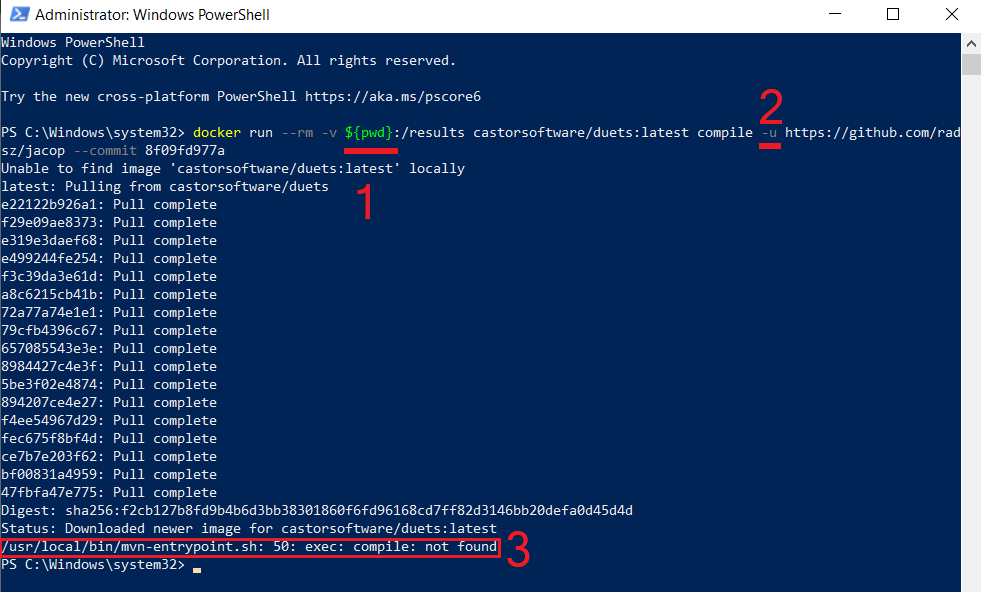 Administrator: Windows PowerShell
Windows PowerShell
Copyright (C) Microsoft Corporation. All rights reserved.
Try the new cross-platform PowerShell https://aka.ms/pscore6
2
PS C:\Windows\system32> docker run --rm -v ${pwd}:/results castorsoftware/duets:latest compile -u https://github.com/rad
sz/jacop --commit 8f09fd977a
Unable to find image 'castorsoftware/duets:latest' locally
latest: Pulling from castorsoftware/duets
1
e22122b926a1: Pull complete
f29e09ae8373: Pull complete
e319e3daef68: Pull complete
e499244fe254: Pull complete
f3c39da3e61d: Pull complete
a8c6215cb41b: Pull complete
72a77a74e1e1: Pull complete
79cfb4396c67: Pull complete
657085543e3e: Pull complete
8984427c4e3f: Pull complete
5be3f02e4874: Pull complete
894207ce4e27: Pull complete
f4ee54967d29: Pull complete
fec675f8bf4d: Pull complete
ce7b7e203f62: Pull complete
bf00831a4959: Pull complete
47fbfa47e775: Pull complete
Digest: sha256:f2cb127b8fd9b4b6d3bb38301860f6fd96168cd7ff82d3146bb20defa0d45d4d
Status: Downloaded newer image for castorsoftware/duets:latest
/usr/local/bin/mvn-entrypoint.sh: 50: exec: compile: not found
3
PS C:\Windows\system32>